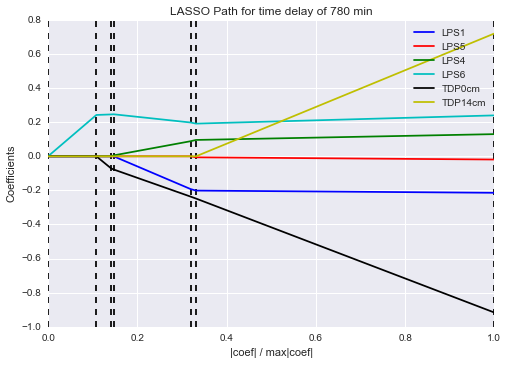 LASSO Path for time delay of 780 min
0.8
0.6
0.4
0.2
0.0
−0.2
−0.4
−0.6
−0.8
−1.0
Coefficients
LPS1
LPS5
LPS4
LPS6
TDP0cm
TDP14cm
0.0 0.2 0.4 0.6 0.8 1.0
|coef| / max|coef|